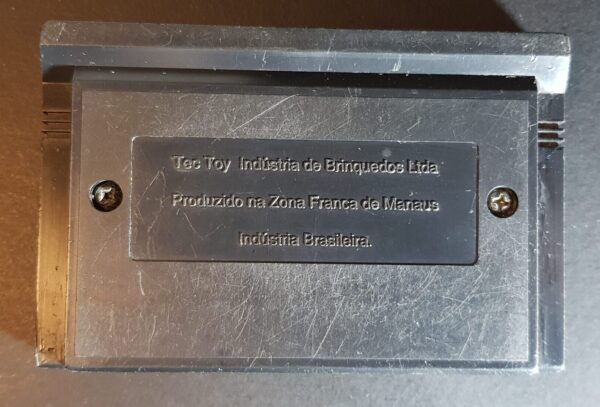 Tec Toy Indústria de Brinquedos Ltda
Produzido na Zona Franca de Manaus
Indústria Brasileira.